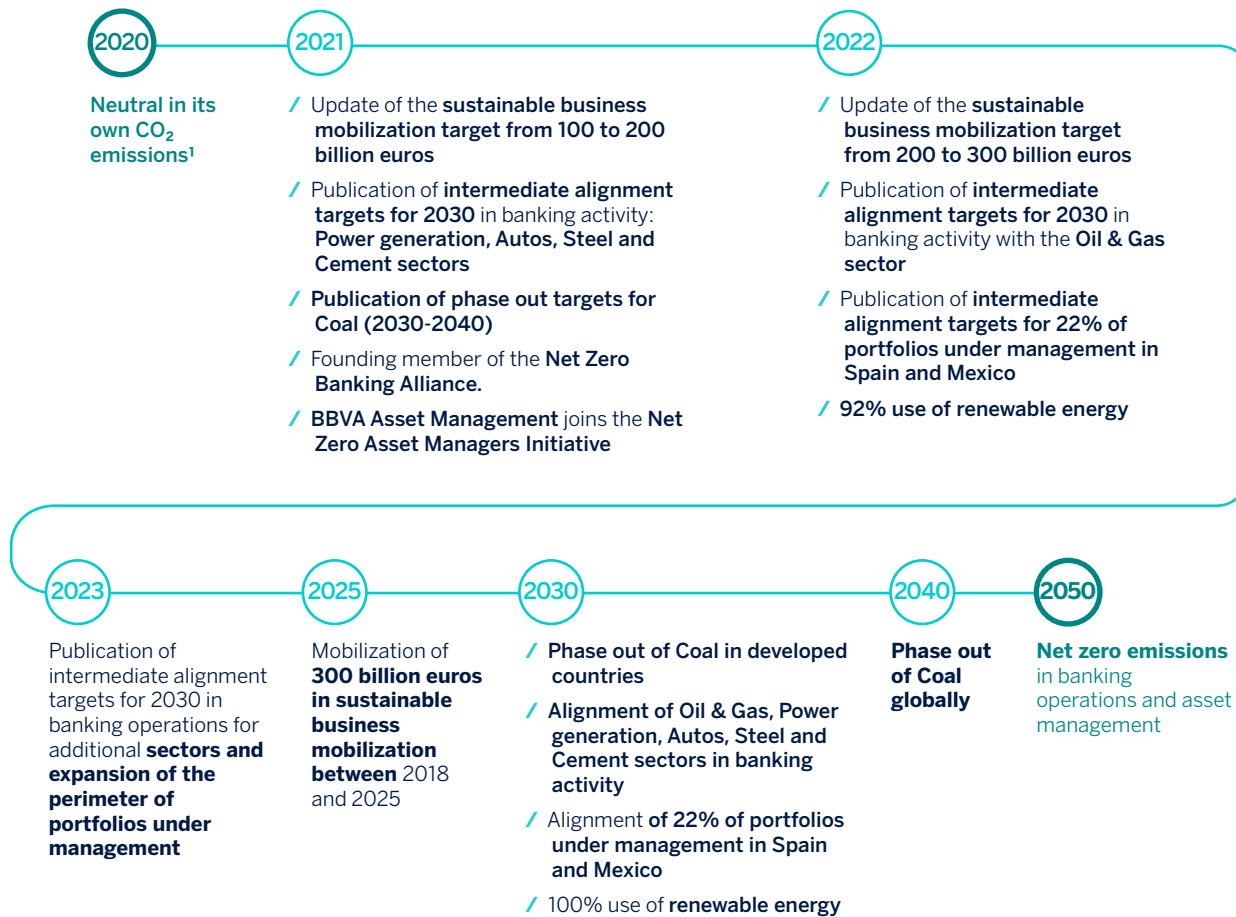 2020
Neutral in its
own CO₂
emissions¹
2021
/ Update of the sustainable business
mobilization target from 100 to 200
billion euros
/ Publication of intermediate alignment
targets for 2030 in banking activity:
Power generation, Autos, Steel and
Cement sectors
/ Publication of phase out targets for
Coal (2030-2040)
/ Founding member of the Net Zero
Banking Alliance.
/ BBVA Asset Management joins the Net
Zero Asset Managers Initiative
2022
/ Update of the sustainable
business mobilization target
from 200 to 300 billion euros
/ Publication of intermediate
alignment targets for 2030 in
banking activity with the Oil & Gas
sector
/ Publication of intermediate
alignment targets for 22% of
portfolios under management in
Spain and Mexico
/ 92% use of renewable energy
2023
Publication of
intermediate alignment
targets for 2030 in
banking operations for
additional sectors and
expansion of the
perimeter of
portfolios under
management
2025
Mobilization of
300 billion euros
in sustainable
business
mobilization
between 2018
and 2025
2030
/ Phase out of Coal in developed
countries
/ Alignment of Oil & Gas, Power
generation, Autos, Steel and
Cement sectors in banking
activity
/ Alignment of 22% of portfolios
under management in Spain
and Mexico
/ 100% use of renewable energy
2040
Phase out
of Coal
globally
2050
Net zero emissions
in banking
operations and asset
management